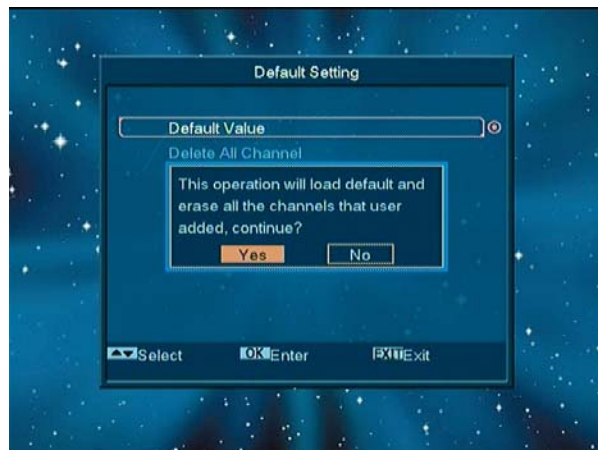 Default Setting
Default Value
Delete All Channel
This operation will load default and
erase all the channels that user
added, continue?
Yes No
Select OK Enter EXIT Exit